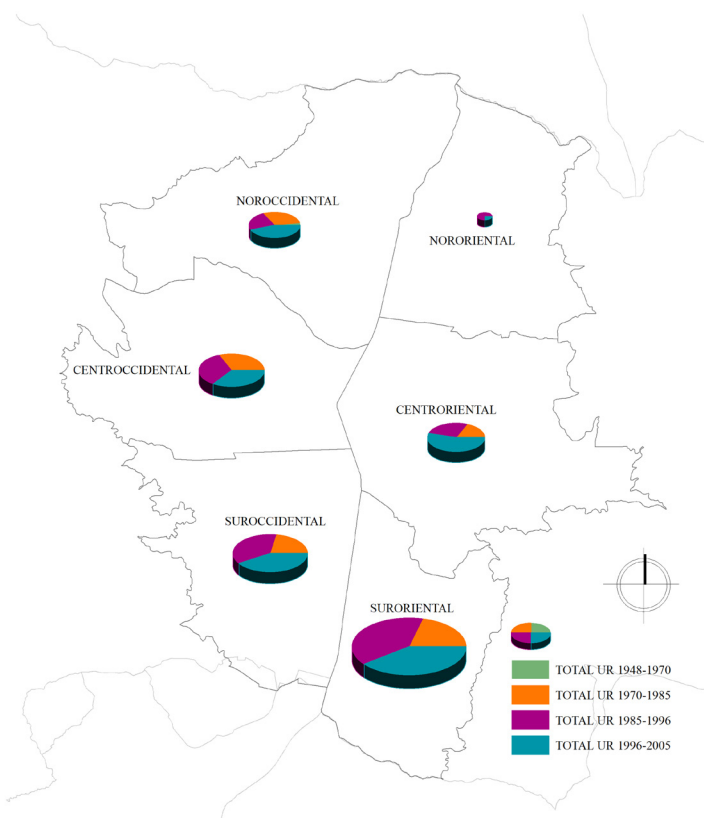 NOROCCIDENTAL
NORORIENTAL
CENTROCCIDENTAL
CENTRORIENTAL
SUROCCIDENTAL
SURORIENTAL
TOTAL UR 1948-1970
TOTAL UR 1970-1985
TOTAL UR 1985-1996
TOTAL UR 1996-2005